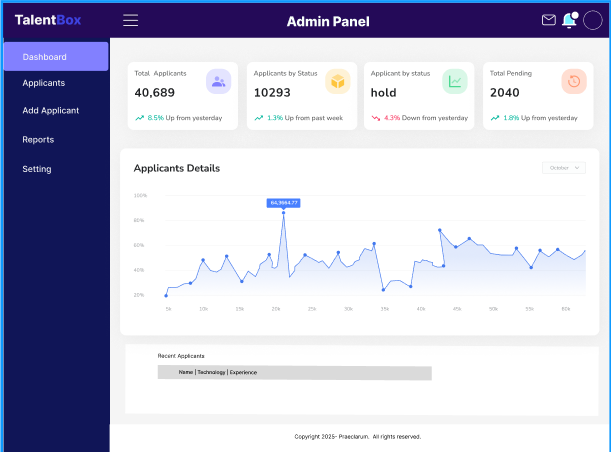 TalentBox
Admin Panel
Dashboard
Applicants
Add Applicant
Reports
Setting
Total Applicants
40,689
8.5% Up from yesterday
Applicants by Status
10293
1.3% Up from past week
Applicant by status
hold
4.3% Down from yesterday
Total Pending
2040
1.8% Up from yesterday
Applicants Details
October
100%
80%
60%
40%
20%
64,3664.77
5k 10k 15k 20k 25k 30k 35k 40k 45k 50k 55k 60k
Recent Applicants
Name | Technology | Experience
Copyright 2025- Praeclarum. All rights reserved.